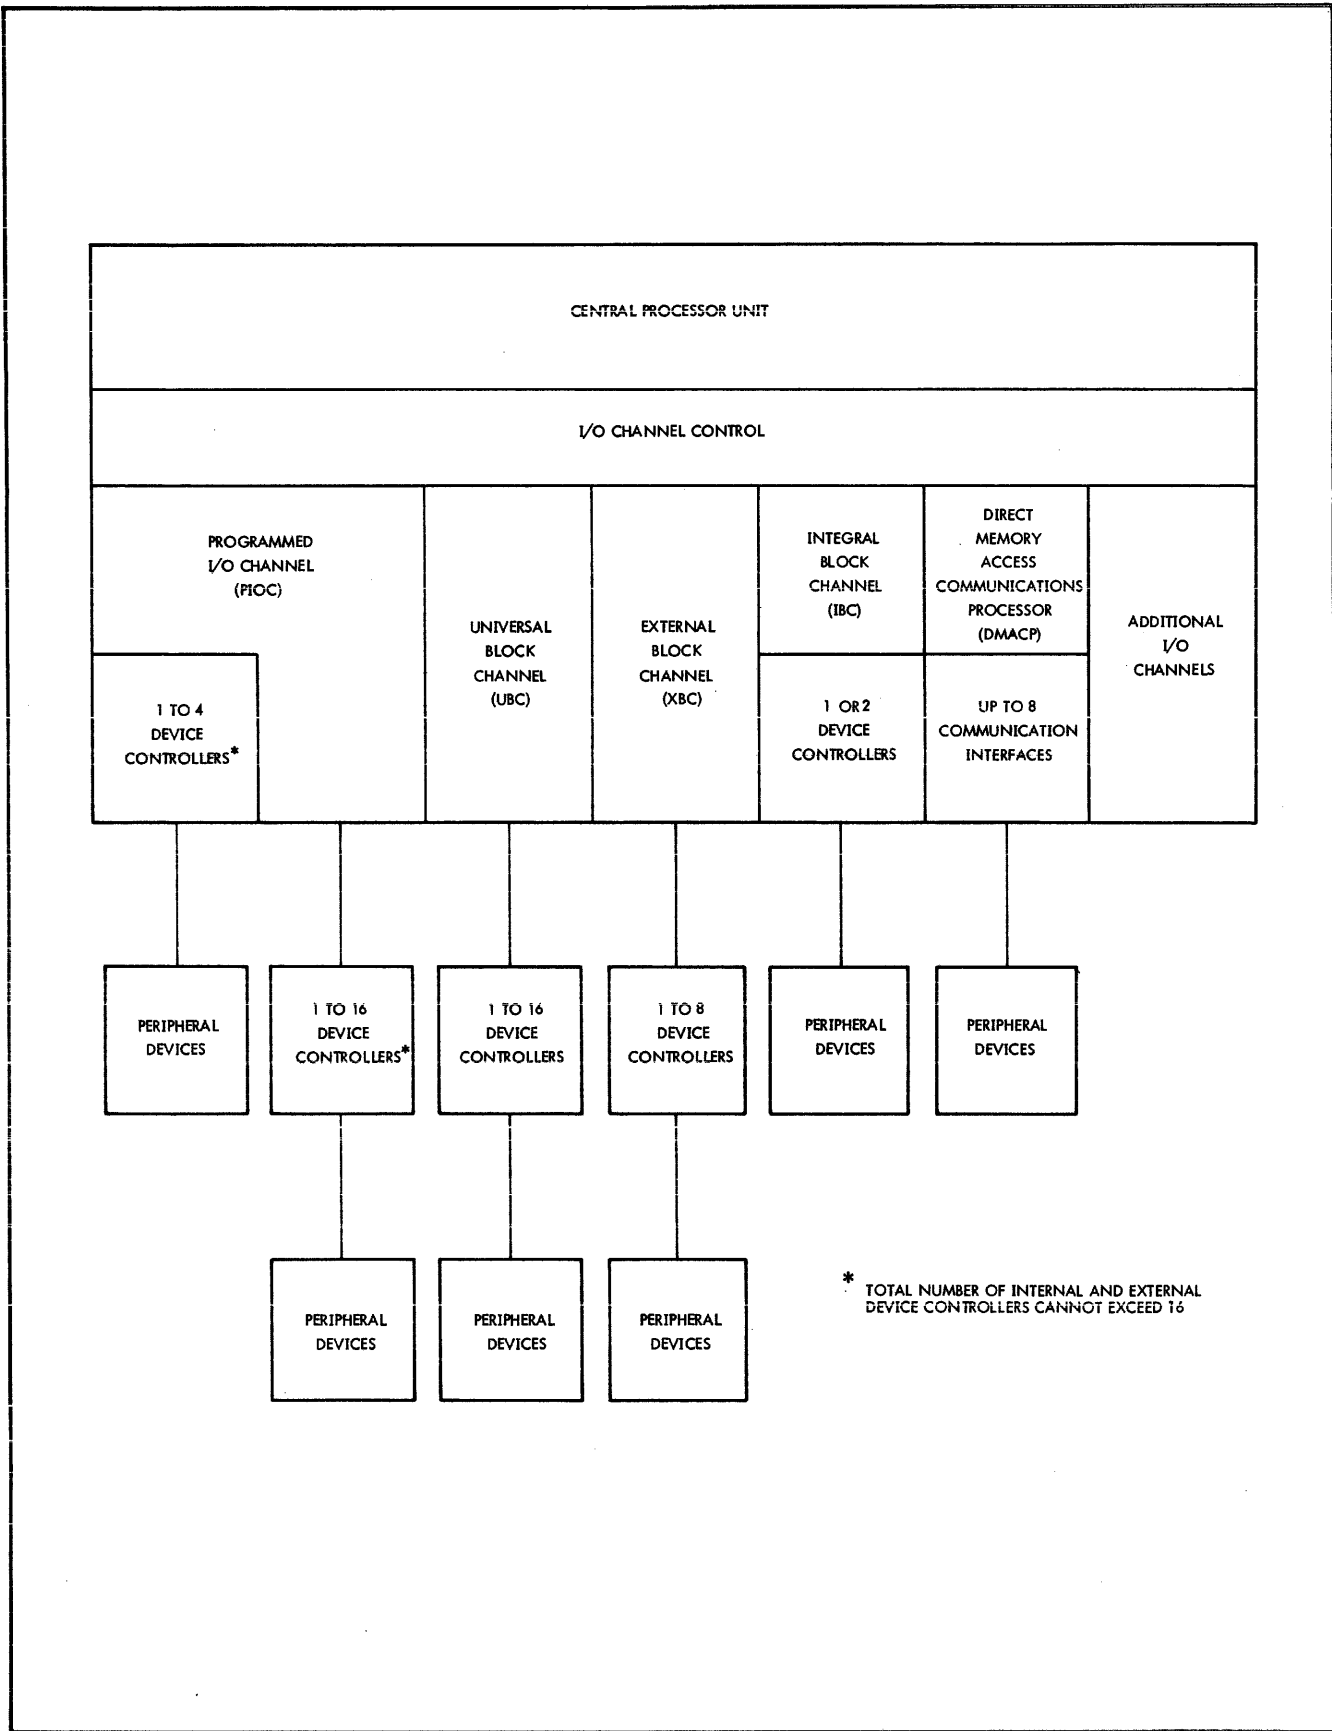 CENTRAL PROCESSOR UNIT
I/O CHANNEL CONTROL
PROGRAMMED
I/O CHANNEL
(PIOC)
1 TO 4
DEVICE
CONTROLLERS*
UNIVERSAL
BLOCK
CHANNEL
(UBC)
EXTERNAL
BLOCK
CHANNEL
(XBC)
INTEGRAL
BLOCK
CHANNEL
(IBC)
1 OR 2
DEVICE
CONTROLLERS
DIRECT
MEMORY
ACCESS
COMMUNICATIONS
PROCESSOR
(DMACP)
UP TO 8
COMMUNICATION
INTERFACES
ADDITIONAL
I/O
CHANNELS
PERIPHERAL
DEVICES
1 TO 16
DEVICE
CONTROLLERS*
1 TO 16
DEVICE
CONTROLLERS
1 TO 8
DEVICE
CONTROLLERS
PERIPHERAL
DEVICES
PERIPHERAL
DEVICES
PERIPHERAL
DEVICES
PERIPHERAL
DEVICES
PERIPHERAL
DEVICES
* TOTAL NUMBER OF INTERNAL AND EXTERNAL
DEVICE CONTROLLERS CANNOT EXCEED 16